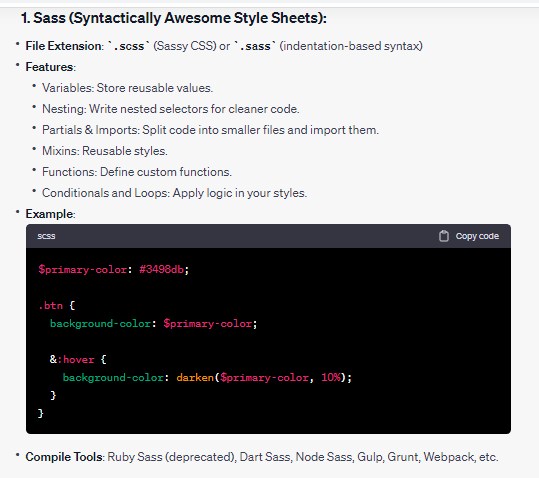 1. Sass (Syntactically Awesome Style Sheets):
• File Extension: `.scss` (Sassy CSS) or `.sass` (indentation-based syntax)
• Features:
• Variables: Store reusable values.
• Nesting: Write nested selectors for cleaner code.
• Partials & Imports: Split code into smaller files and import them.
• Mixins: Reusable styles.
• Functions: Define custom functions.
• Conditionals and Loops: Apply logic in your styles.
• Example:
scss Copy code
$primary-color: #3498db;
.btn {
background-color: $primary-color;
&:hover {
background-color: darken($primary-color, 10%);
}
}
• Compile Tools: Ruby Sass (deprecated), Dart Sass, Node Sass, Gulp, Grunt, Webpack, etc.